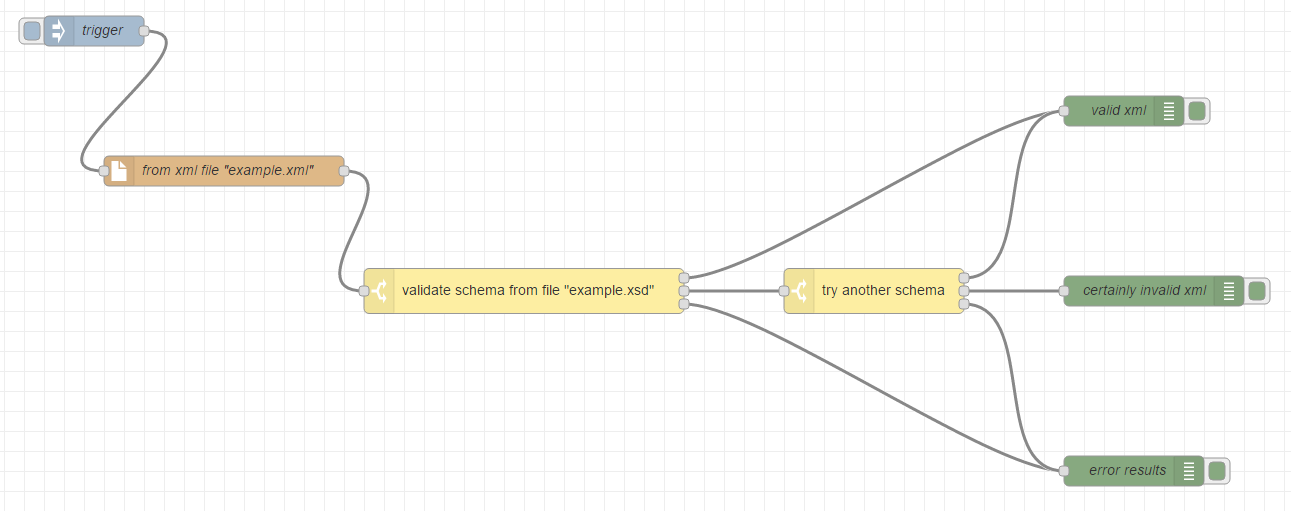 trigger
from xml file "example.xml"
validate schema from file "example.xsd"
try another schema
valid xml
certainly invalid xml
error results